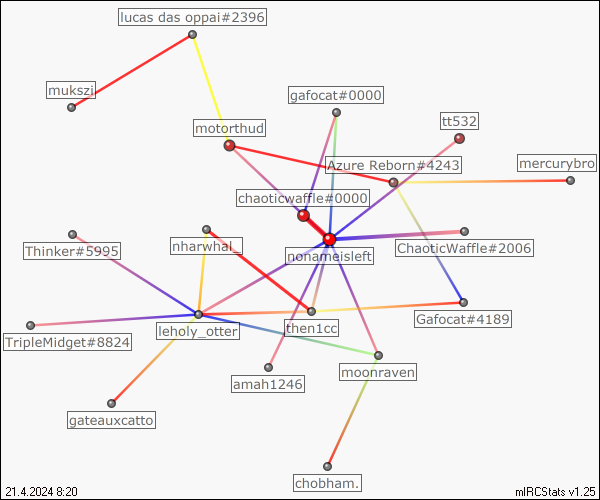 lucas das oppai#2396
mukszi
gafocat#0000
motorthud
tt532
Azure Reborn#4243
mercurybro
chaoticwaffle#0000
Thinker#5995
nharwhal_
nonameisleft
ChaoticWaffle#2006
leholy_otter
then1cc
Gafocat#4189
TripleMidget#8824
moonraven
amah1246
gateauxcatto
chobham.
21.4.2024 8:20
mIRCStats v1.25